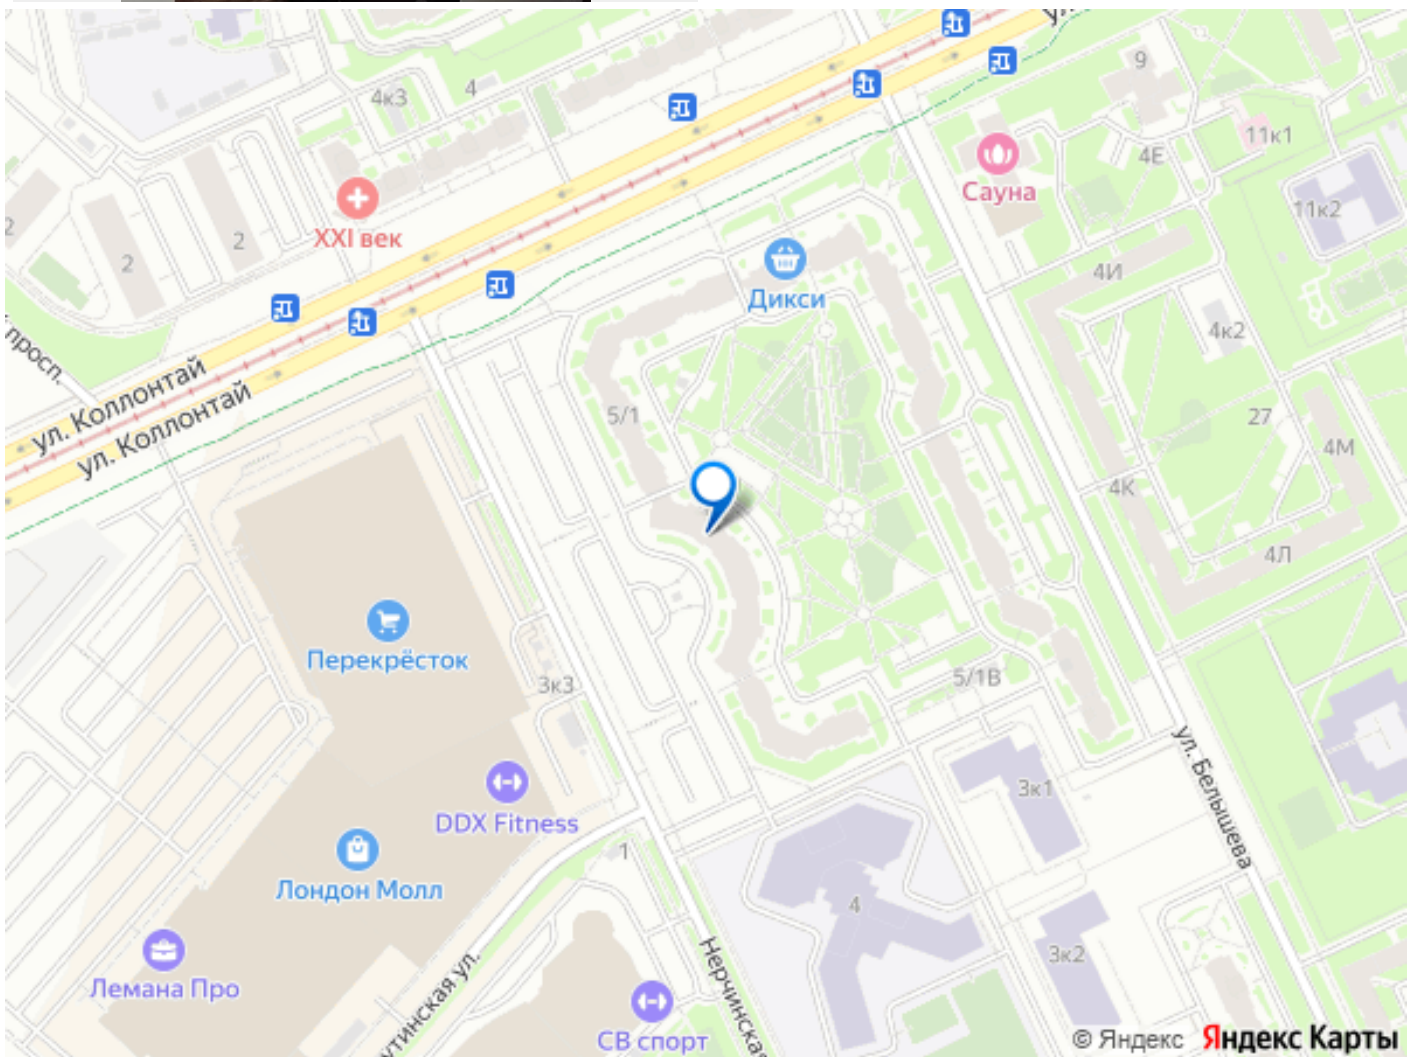 4
4к3
9
11к1
4Е
Сауна
11к2
XXI век
2
2
2
Дикси
4И
4к2
просп.
ул. Коллонтай
ул. Коллонтай
5/1
27
4М
4К
4Л
Перекрёсток
3к3
5/1В
ул. Белышева
3к1
DDX Fitness
1
Лондон Молл
4
Лемана Про
3к2
Нерчинская
СВ спорт
© Яндекс Яндекс Карты